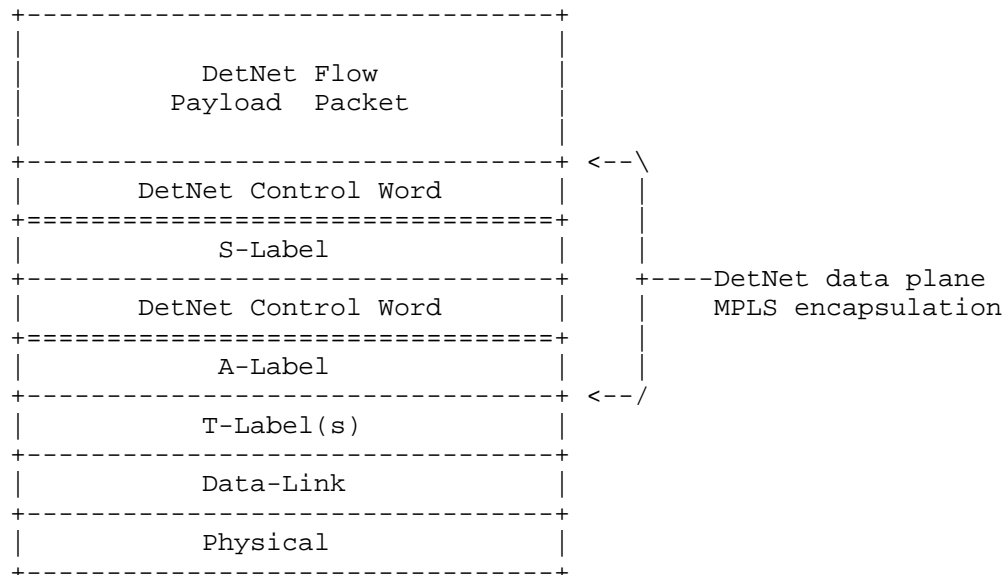 DetNet Flow
Payload  Packet
<--\
DetNet Control Word
S-Label
+----DetNet data plane
DetNet Control Word
MPLS encapsulation
A-Label
<--/
T-Label(s)
Data-Link
Physical